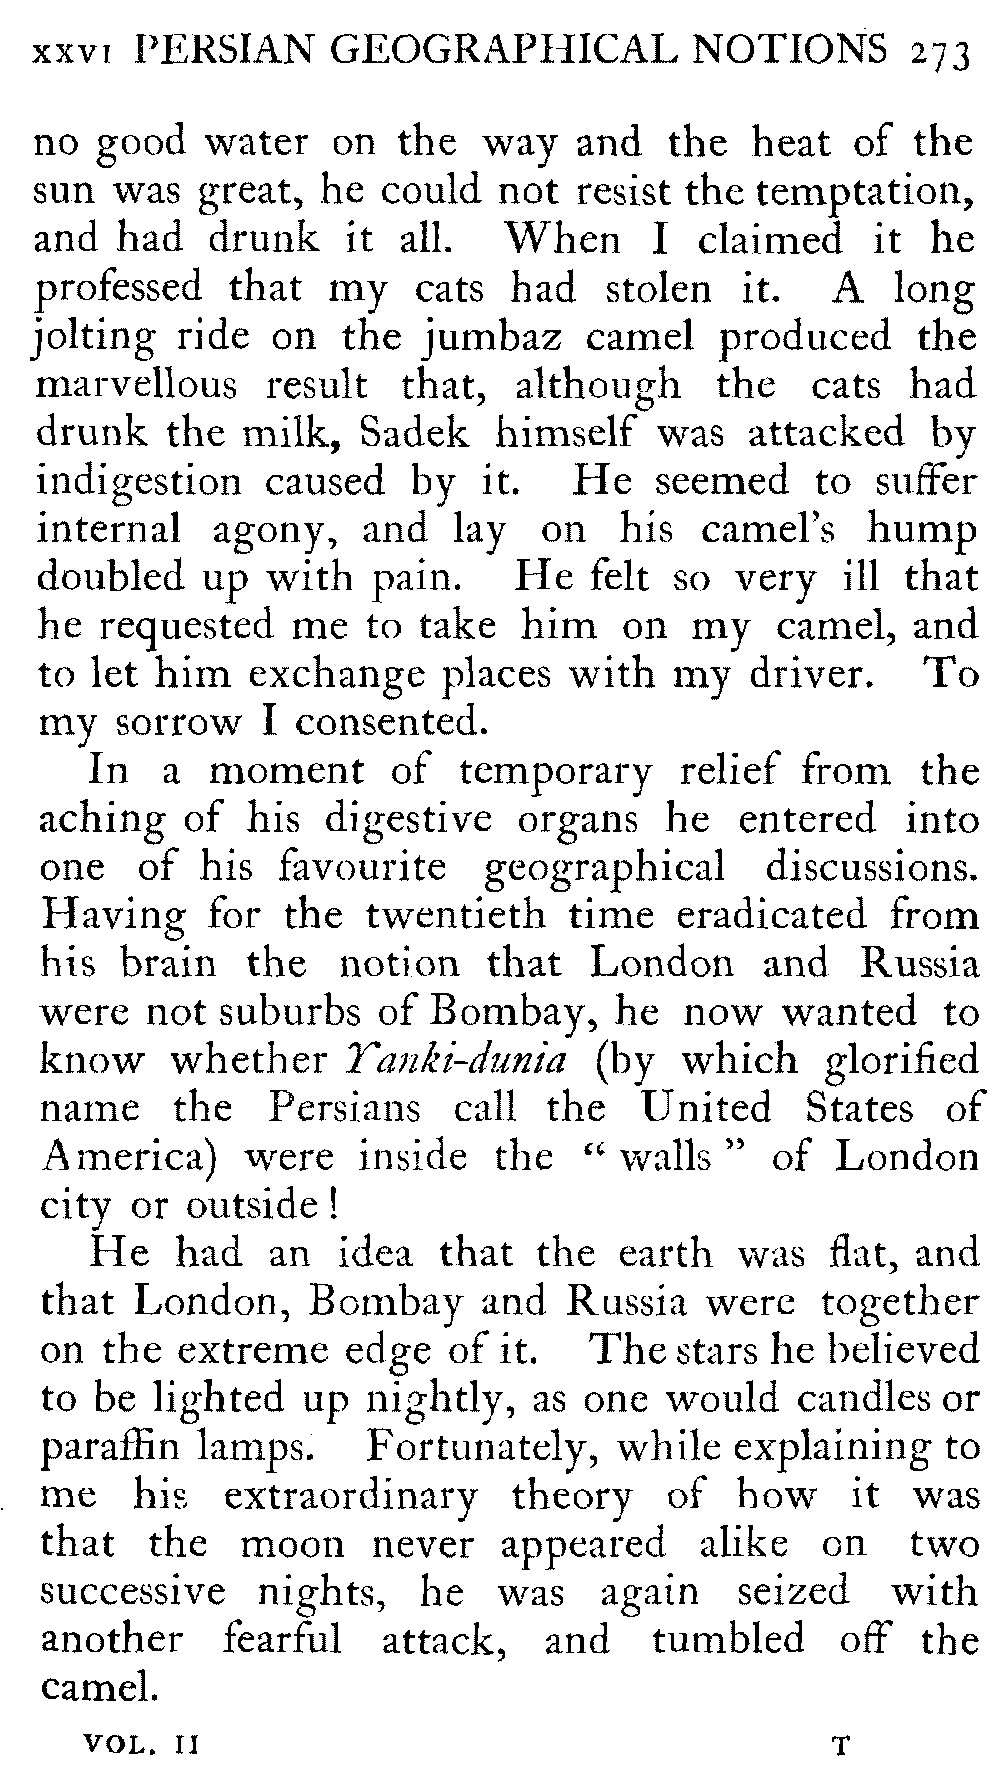 xxvi PERSIAN GEOGRAPHICAL NOTIONS 273
no good water on the way and the heat of the
sun was great, he could not resist the temptation,
and had drunk it all. When I claimed it he
professed that my cats had stolen it. A long
jolting ride on the jumbaz camel produced the
marvellous result that, although the cats had
drunk the milk, Sadek himself was attacked by
indigestion caused by it. He seemed to suffer
internal agony, and lay on his camel's hump
doubled up with pain. He felt so very ill that
he requested me to take him on my camel, and
to let him exchange places with my driver. To
my sorrow I consented.
In a moment of temporary relief from the
aching of his digestive organs he entered into
one of his favourite geographical discussions.
Having for the twentieth time eradicated from
his brain the notion that London and Russia
were not suburbs of Bombay, he now wanted to
know whether Yanki-dunia (by which glorified
name the Persians call the United States of
America) were inside the “ walls ” of London
city or outside !
He had an idea that the earth was flat, and
that London, Bombay and Russia were together
on the extreme edge of it. The stars he believed
to be lighted up nightly, as one would candles or
paraffin lamps. Fortunately, while explaining to
me his extraordinary theory of how it was
that the moon never appeared alike on two
successive nights, he was again seized with
another fearful attack, and tumbled off the
camel.
VOL. II T